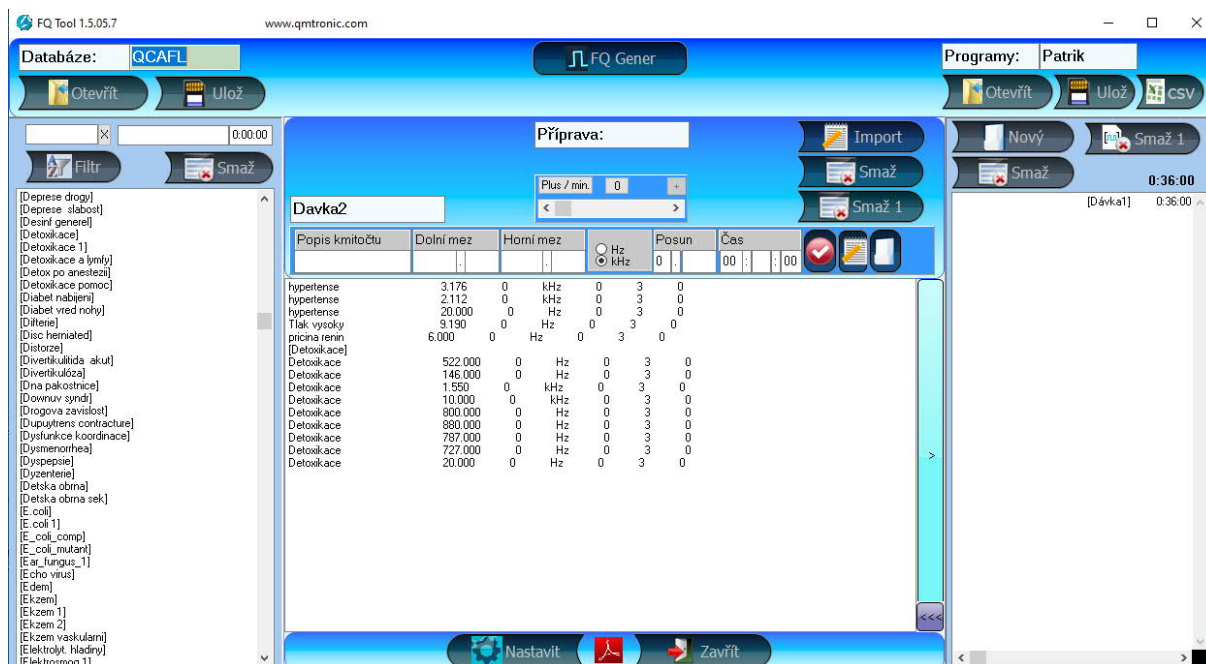 FQ Tool 1.5.05.7 www.qmtronic.com
Databáze: QCAFL
FQ Gener
Programy: Patrik
Otevřít Ulož
Otevřít Ulož CSV
X 0:00:00
Filtr Smaž
Příprava:
Import
Smaž
Smaž 1
Plus / min. 0 +
< >
Davka2
Nový Smaž 1
Smaž 0:36:00
[Dávka1] 0:36:00
Popis kmitočtu Dolní mez Horní mez Hz kHz Posun Čas
. . 0 . 00 : : 00
[Deprese drogy]
[Deprese slabost]
[Desinf generel]
[Detoxikace]
[Detoxikace 1]
[Detoxikace a lymfy]
[Detox po anestezii]
[Detoxikace pomoc]
[Diabet nabijeni]
[Diabet vred nohy]
[Difterie]
[Disc herniated]
[Distorze]
[Divertikulitida akut]
[Divertikulóza]
[Dna pakostnice]
[Downuv syndr]
[Drogova zavislost]
[Dupuytrens contracture]
[Dysfunkce koordinace]
[Dysmenorrhea]
[Dyspepsie]
[Dyzenterie]
[Detska obrna]
[Detska obrna sek]
[E.coli]
[E.coli 1]
[E_coli_comp]
[E_coli_mutant]
[Ear_fungus_1]
[Echo virus]
[Edem]
[Ekzem]
[Ekzem 1]
[Ekzem 2]
[Ekzem vaskularni]
[Elektrolyt. hladiny]
[Elektrosmog 1]
hypertense 3.176 0 kHz 0 3 0
hypertense 2.112 0 kHz 0 3 0
hypertense 20.000 0 Hz 0 3 0
Tlak vysoky 9.190 0 Hz 0 3 0
pricina renin 6.000 0 Hz 0 3 0
[Detoxikace]
Detoxikace 522.000 0 Hz 0 3 0
Detoxikace 146.000 0 Hz 0 3 0
Detoxikace 1.550 0 kHz 0 3 0
Detoxikace 10.000 0 kHz 0 3 0
Detoxikace 800.000 0 Hz 0 3 0
Detoxikace 880.000 0 Hz 0 3 0
Detoxikace 787.000 0 Hz 0 3 0
Detoxikace 727.000 0 Hz 0 3 0
Detoxikace 20.000 0 Hz 0 3 0
>
<<<
Nastavit Zavřít
< >